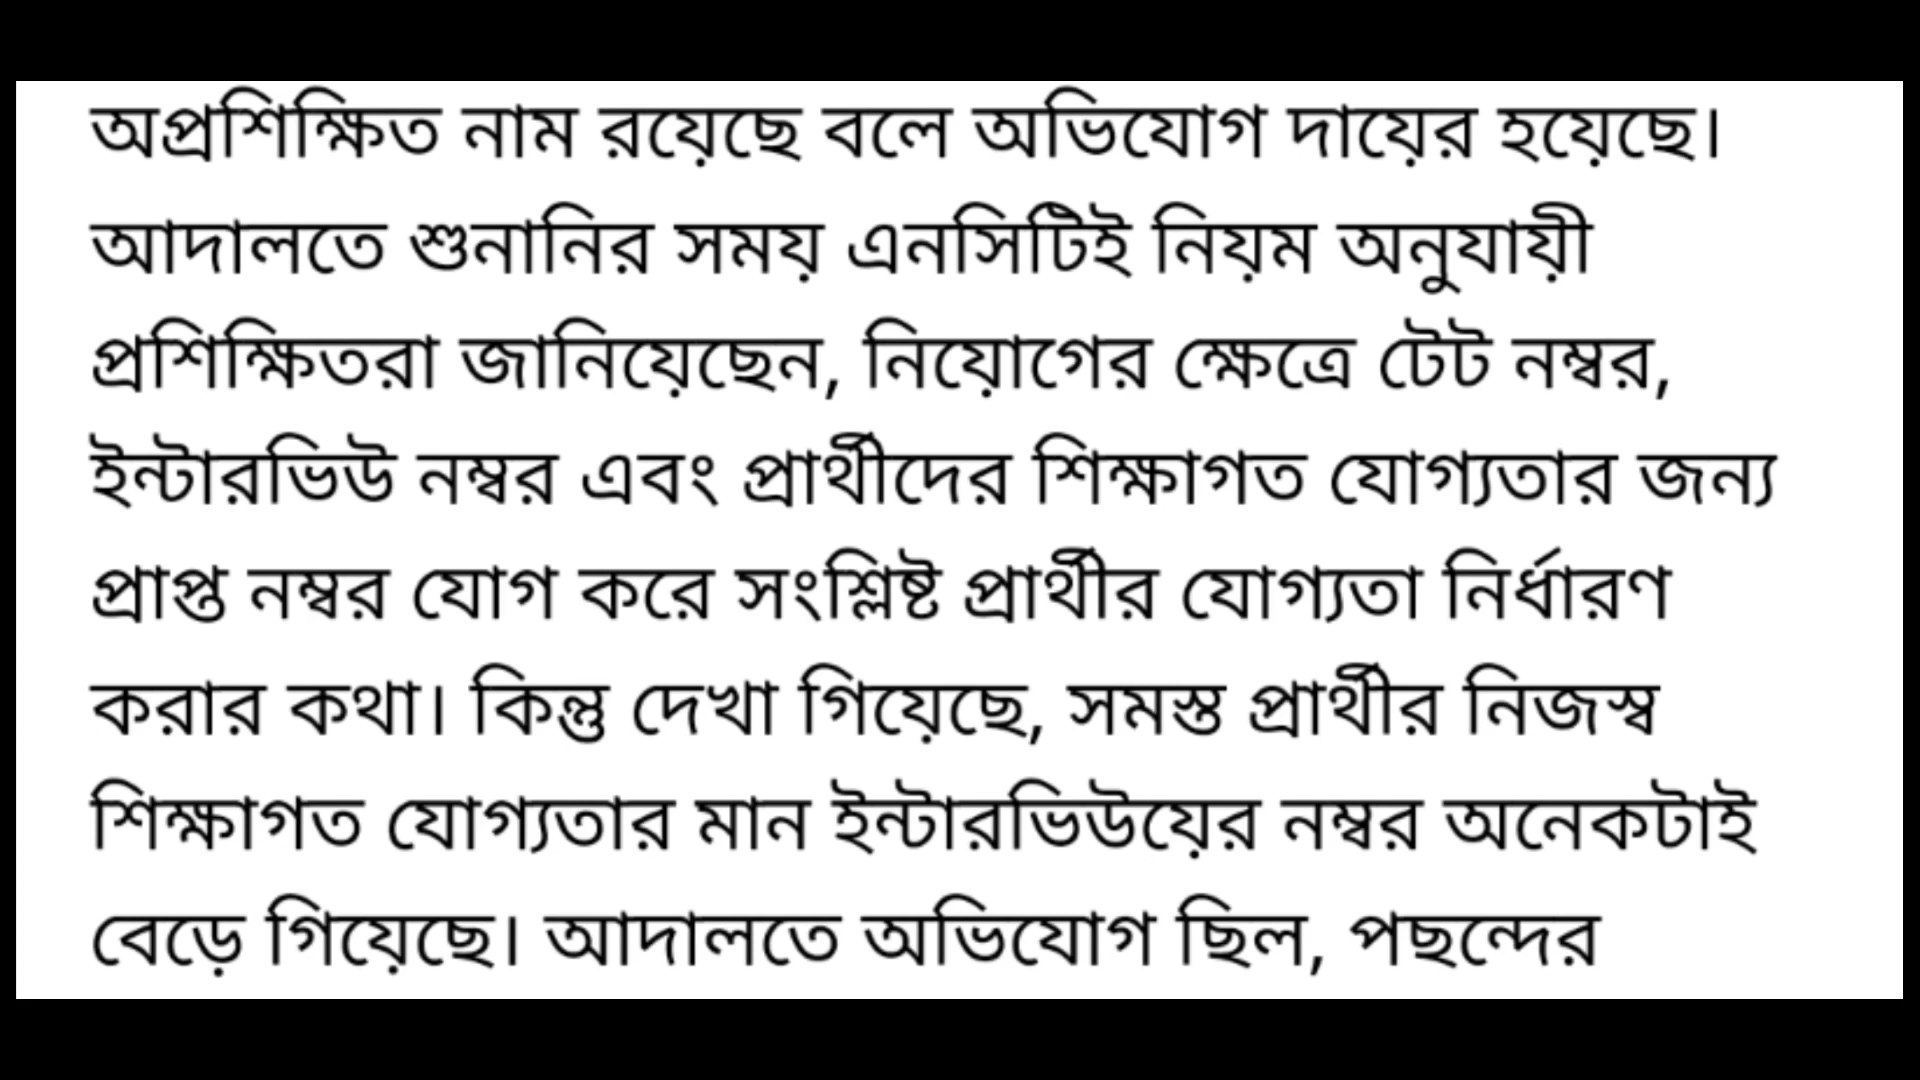 অপ্রশিক্ষিত নাম রয়েছে বলে অভিযোগ দায়ের হয়েছে।
আদালতে শুনানির সময় এনসিটিই নিয়ম অনুযায়ী
প্রশিক্ষিতরা জানিয়েছেন, নিয়োগের ক্ষেত্রে টেট নম্বর,
ইন্টারভিউ নম্বর এবং প্রার্থীদের শিক্ষাগত যোগ্যতার জন্য
প্রাপ্ত নম্বর যোগ করে সংশ্লিষ্ট প্রার্থীর যোগ্যতা নির্ধারণ
করার কথা। কিন্তু দেখা গিয়েছে, সমস্ত প্রার্থীর নিজস্ব
শিক্ষাগত যোগ্যতার মান ইন্টারভিউয়ের নম্বর অনেকটাই
বেড়ে গিয়েছে। আদালতে অভিযোগ ছিল, পছন্দের